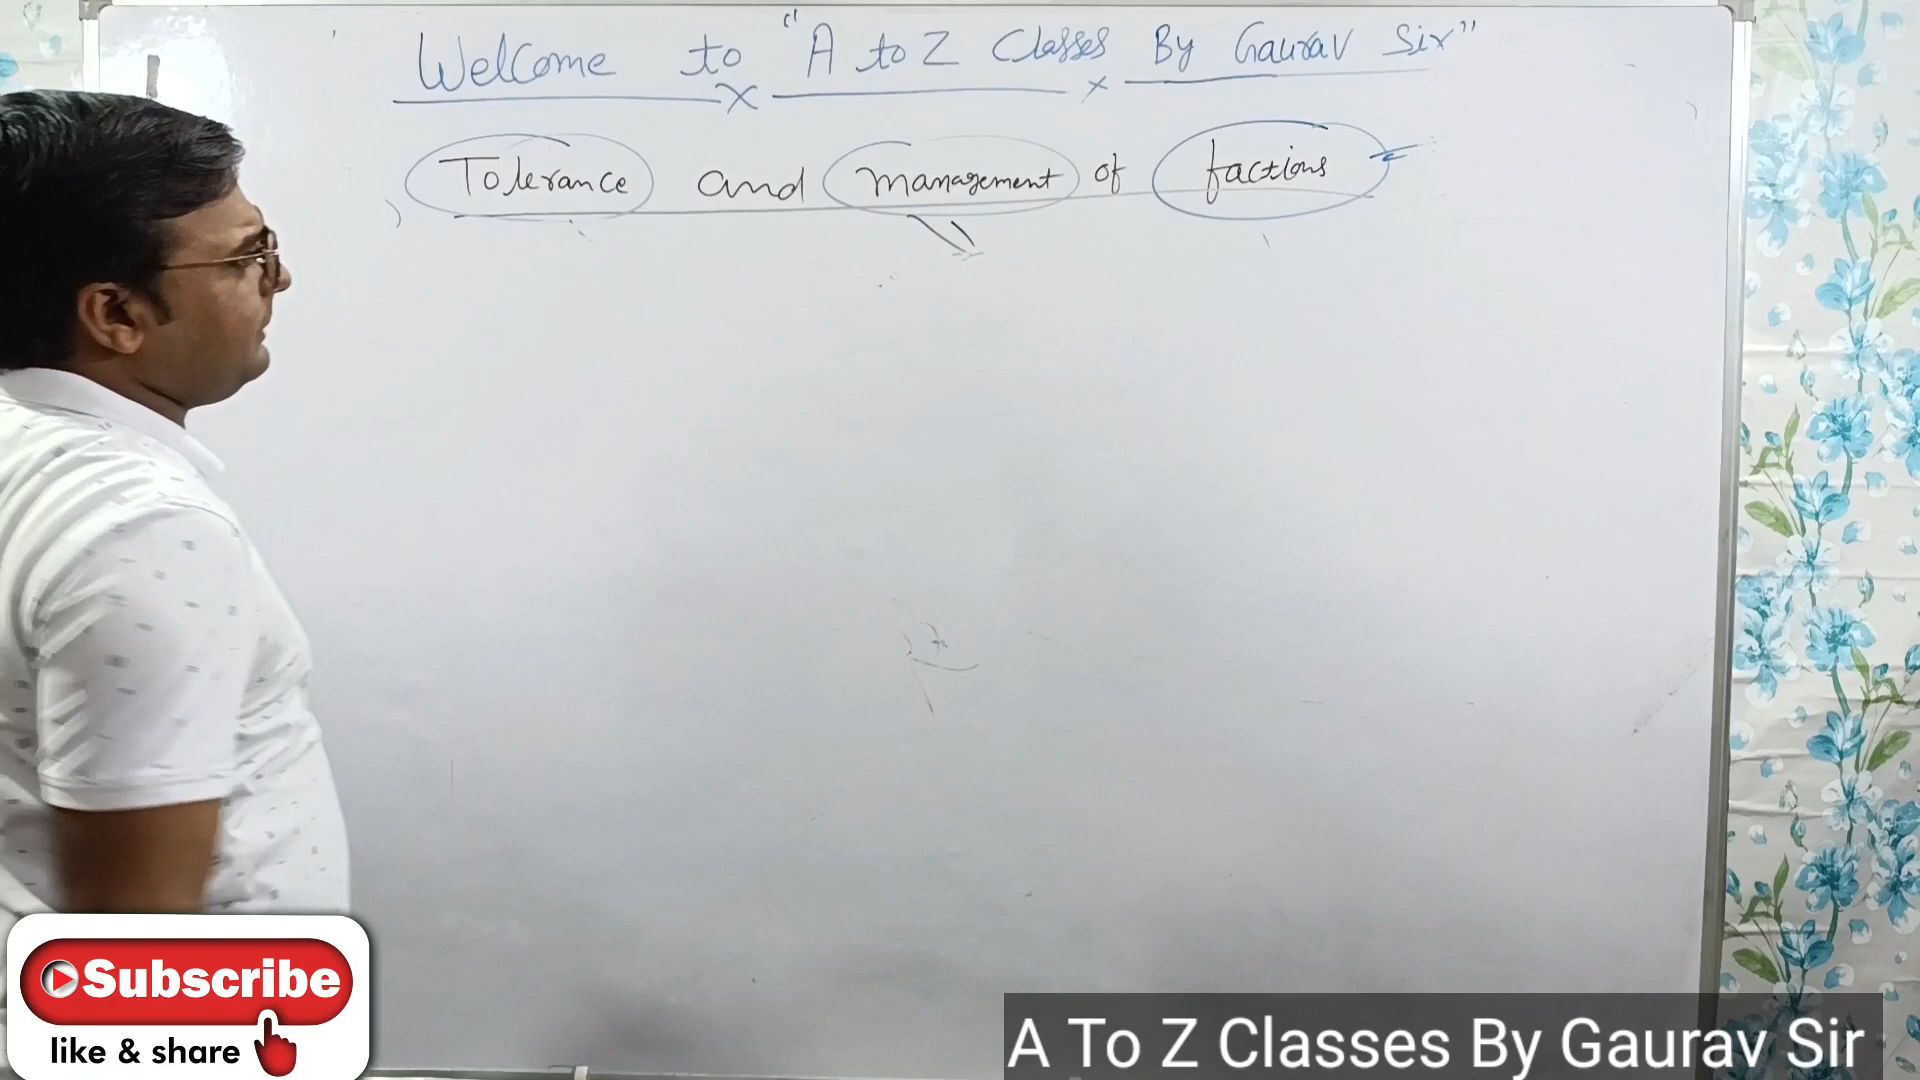 Welcome to "A to Z Classes By Gaurav Sir"
Tolerance and management of factions
Subscribe
like & share
A To Z Classes By Gaurav Sir